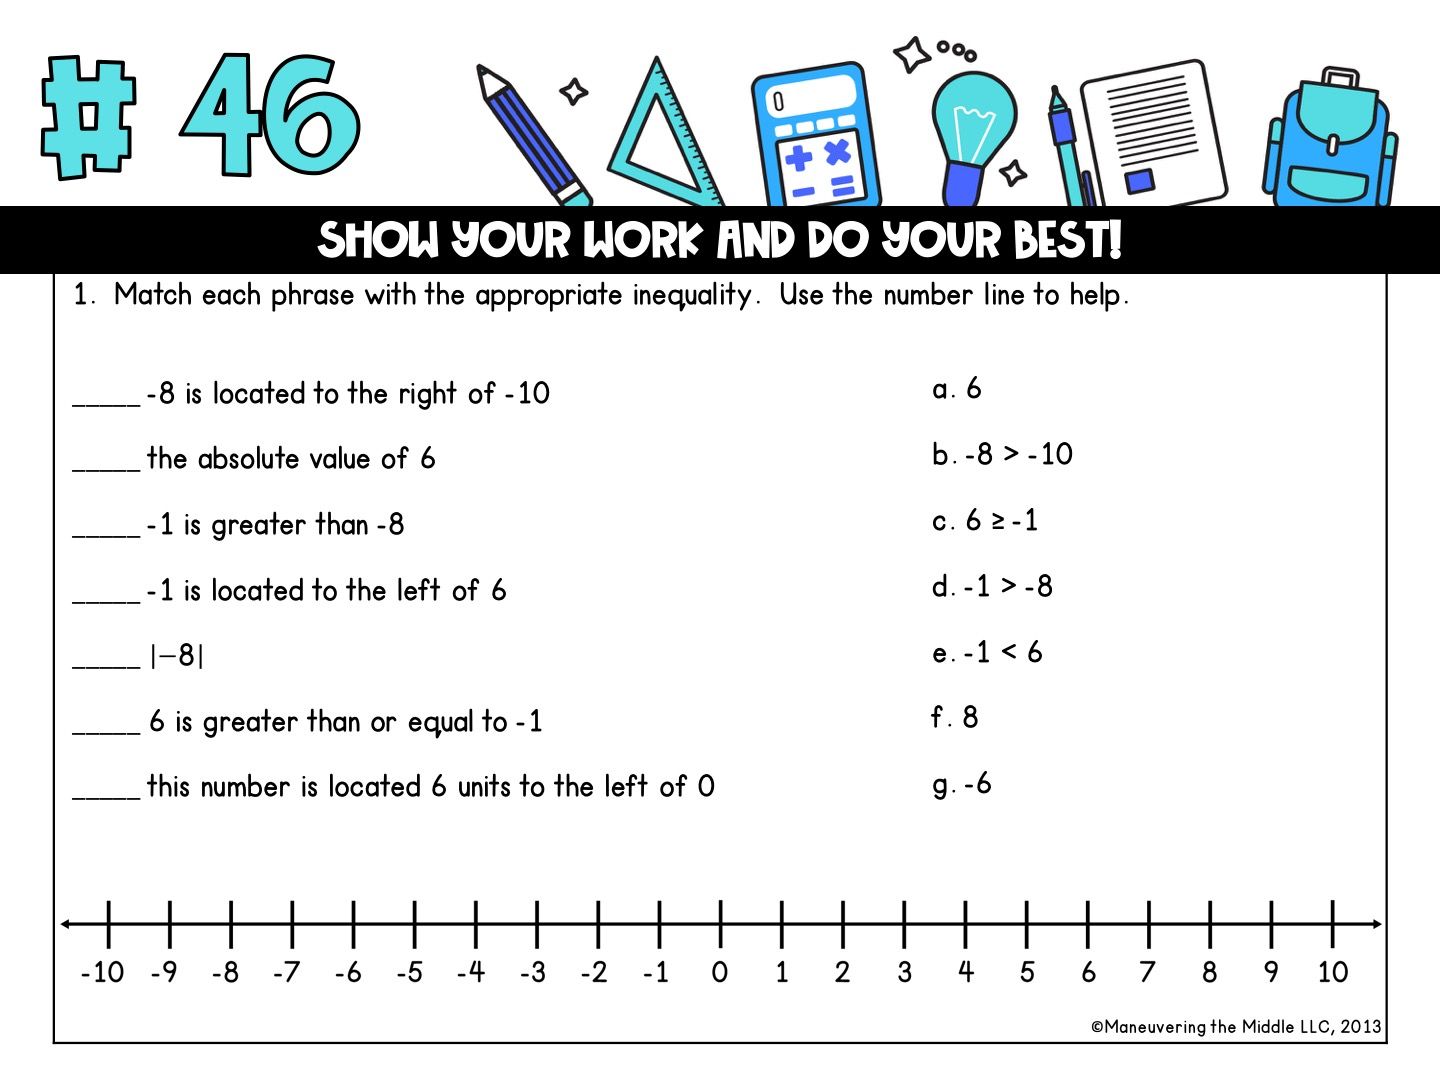 # 46
SHOW YOUR WORK AND DO YOUR BEST!
1. Match each phrase with the appropriate inequality. Use the number line to help.
_____ -8 is located to the right of -10
a. 6
_____ the absolute value of 6
b. -8 > -10
_____ -1 is greater than -8
c. 6 ≥ -1
_____ -1 is located to the left of 6
d. -1 > -8
_____ |−8|
e. -1 < 6
_____ 6 is greater than or equal to -1
f. 8
_____ this number is located 6 units to the left of 0
g. -6
-10 -9 -8 -7 -6 -5 -4 -3 -2 -1 0 1 2 3 4 5 6 7 8 9 10
©Maneuvering the Middle LLC, 2013